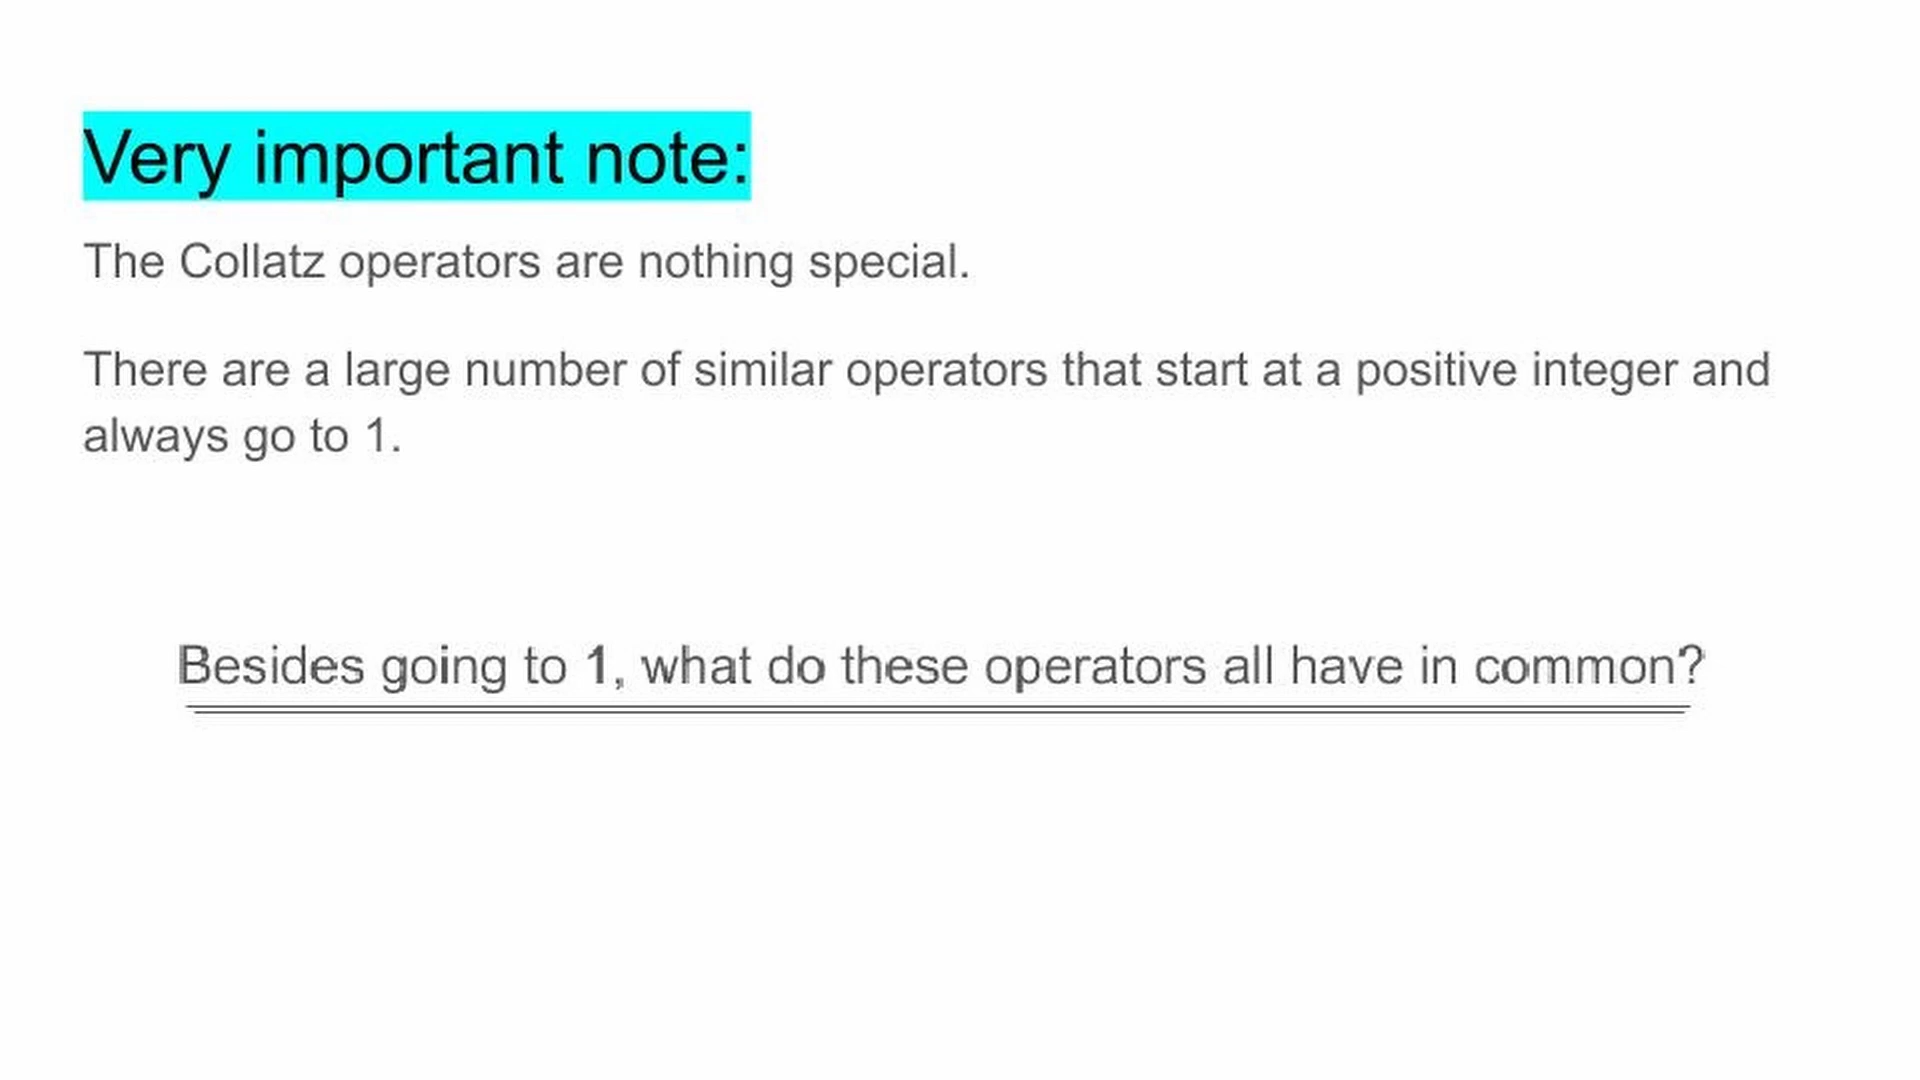 Very important note:
The Collatz operators are nothing special.
There are a large number of similar operators that start at a positive integer and
always go to 1.
Besides going to 1, what do these operators all have in common?